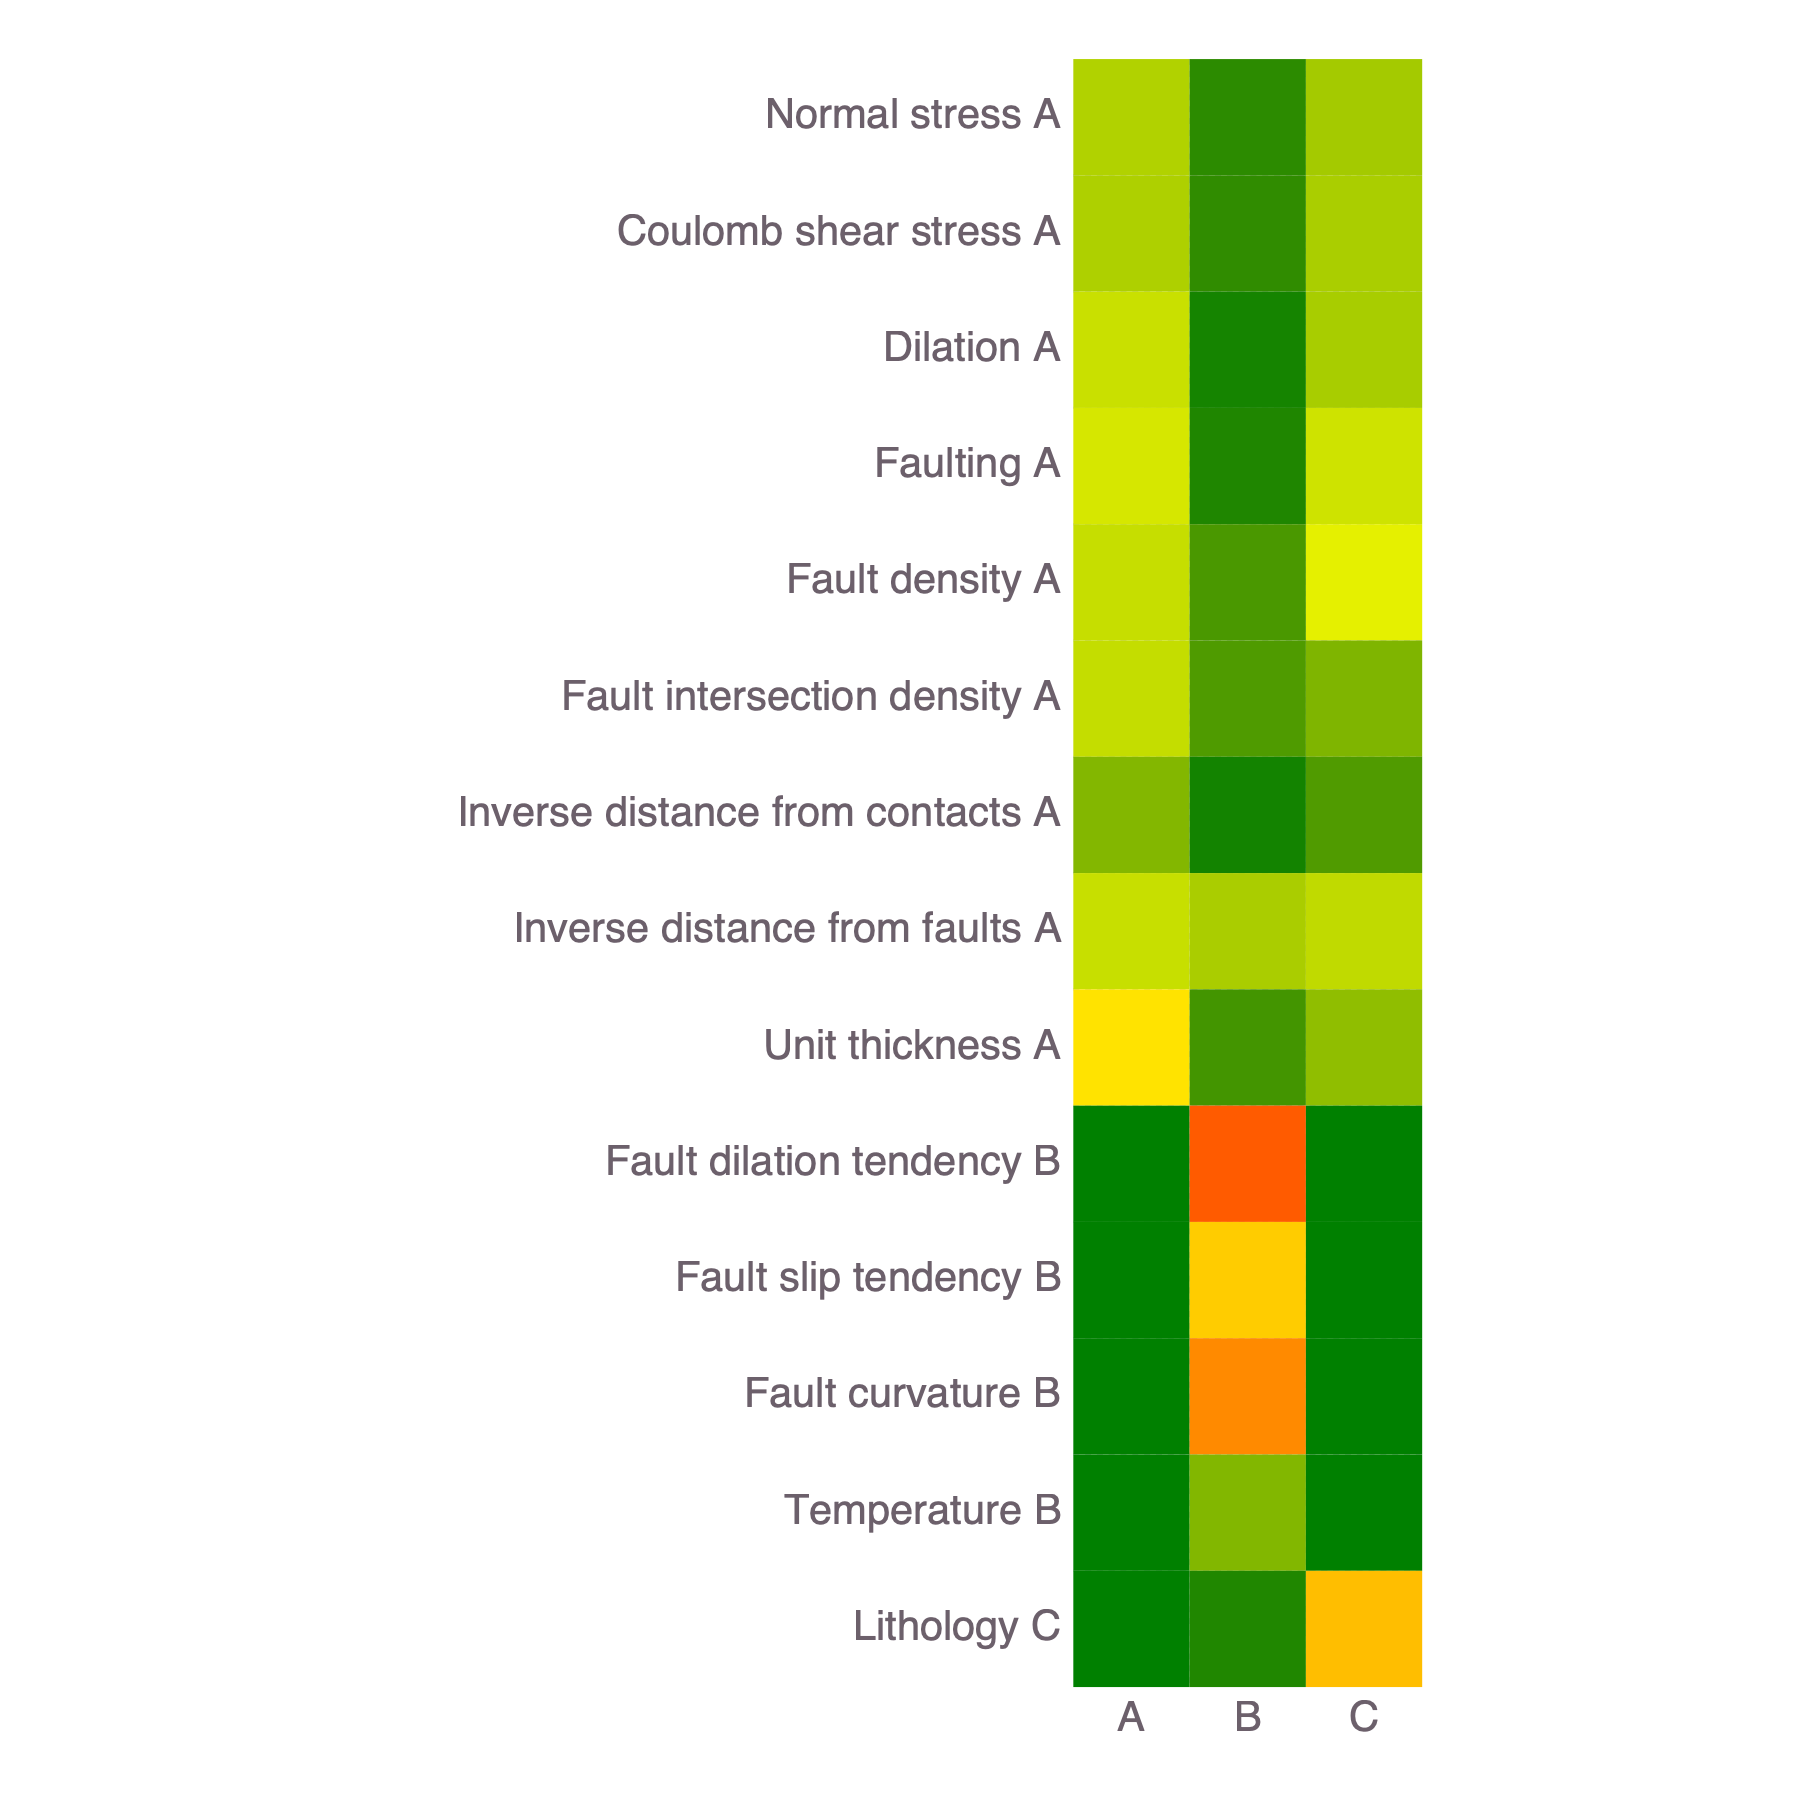 Normal stress A
Coulomb shear stress A
Dilation A
Faulting A
Fault density A
Fault intersection density A
Inverse distance from contacts A
Inverse distance from faults A
Unit thickness A
Fault dilation tendency B
Fault slip tendency B
Fault curvature B
Temperature B
Lithology C
A B C